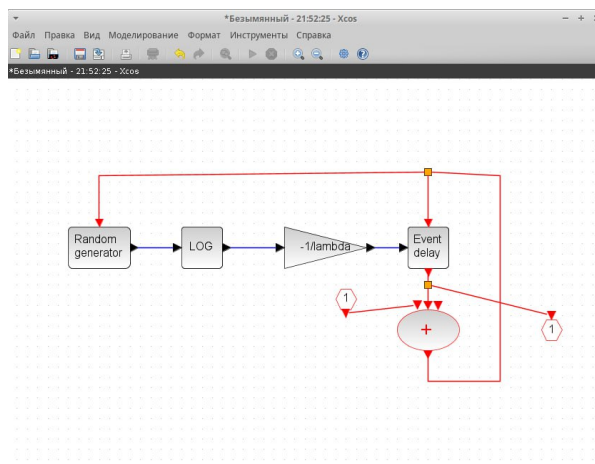 *Безымянный - 21:52:25 - Xcos
Файл Правка Вид Моделирование Формат Инструменты Справка
*Безымянный - 21:52:25 - Xcos
Random
generator
LOG
-1/lambda
Event
delay
1
+
1